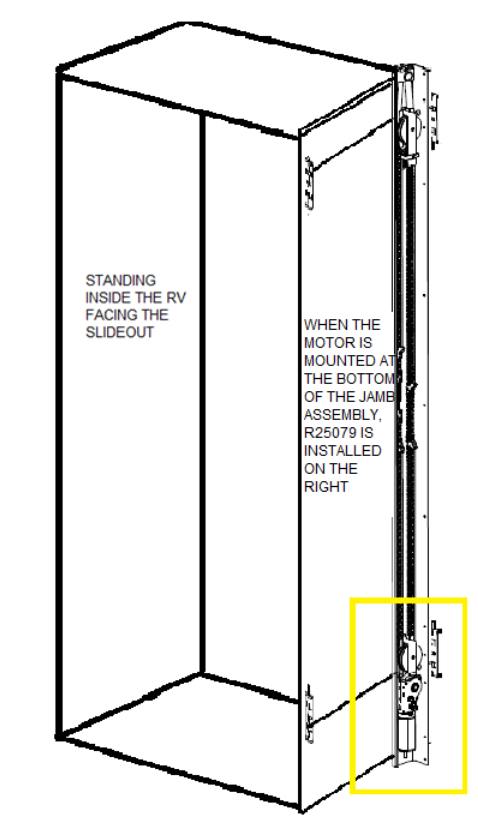 STANDING
INSIDE THE RV
FACING THE
SLIDEOUT
WHEN THE
MOTOR IS
MOUNTED AT
THE BOTTOM
OF THE JAMB
ASSEMBLY,
R25079 IS
INSTALLED
ON THE
RIGHT